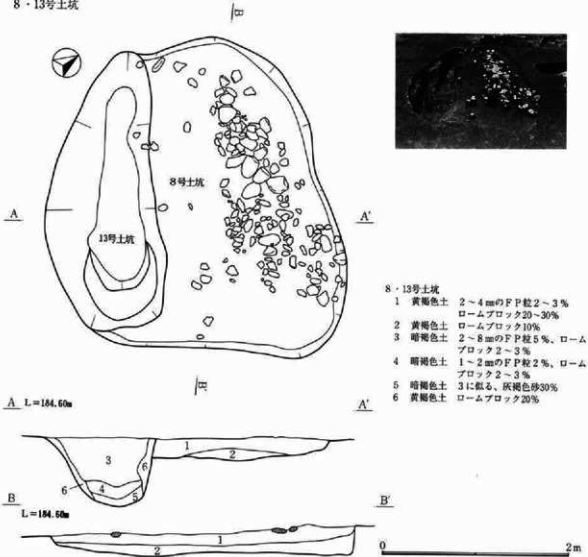 8・13号土坑
B
8号土坑
A
A'
13号土坑
B'
8・13号土坑
1 黄褐色土 2～4㎜のＦＰ粒2～3％
ロームブロック20～30％
2 黄褐色土 ロームブロック10％
3 暗褐色土 2～8㎜のＦＰ粒5％、ローム
ブロック2～3％
4 暗褐色土 1～2㎜のＦＰ粒2％、ローム
ブロック2～3％
5 暗褐色土 3に似る、灰褐色砂30％
6 黄褐色土 ロームブロック20％
A L=184.60m
A'
1
2
3
6
4
6
5
B
L=184.60m
B'
1
2
0 2m